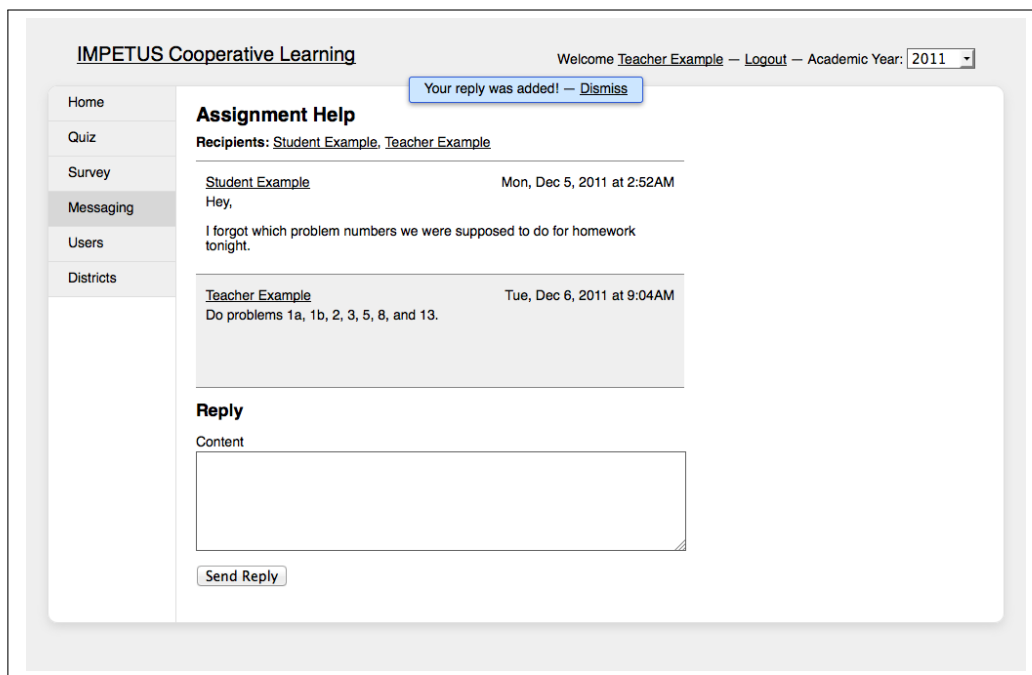 IMPETUS Cooperative Learning
Welcome Teacher Example — Logout — Academic Year: 2011
Your reply was added! — Dismiss
Home
Quiz
Survey
Messaging
Users
Districts
Assignment Help
Recipients: Student Example, Teacher Example
Student Example Mon, Dec 5, 2011 at 2:52AM
Hey,
I forgot which problem numbers we were supposed to do for homework
tonight.
Teacher Example Tue, Dec 6, 2011 at 9:04AM
Do problems 1a, 1b, 2, 3, 5, 8, and 13.
Reply
Content
Send Reply